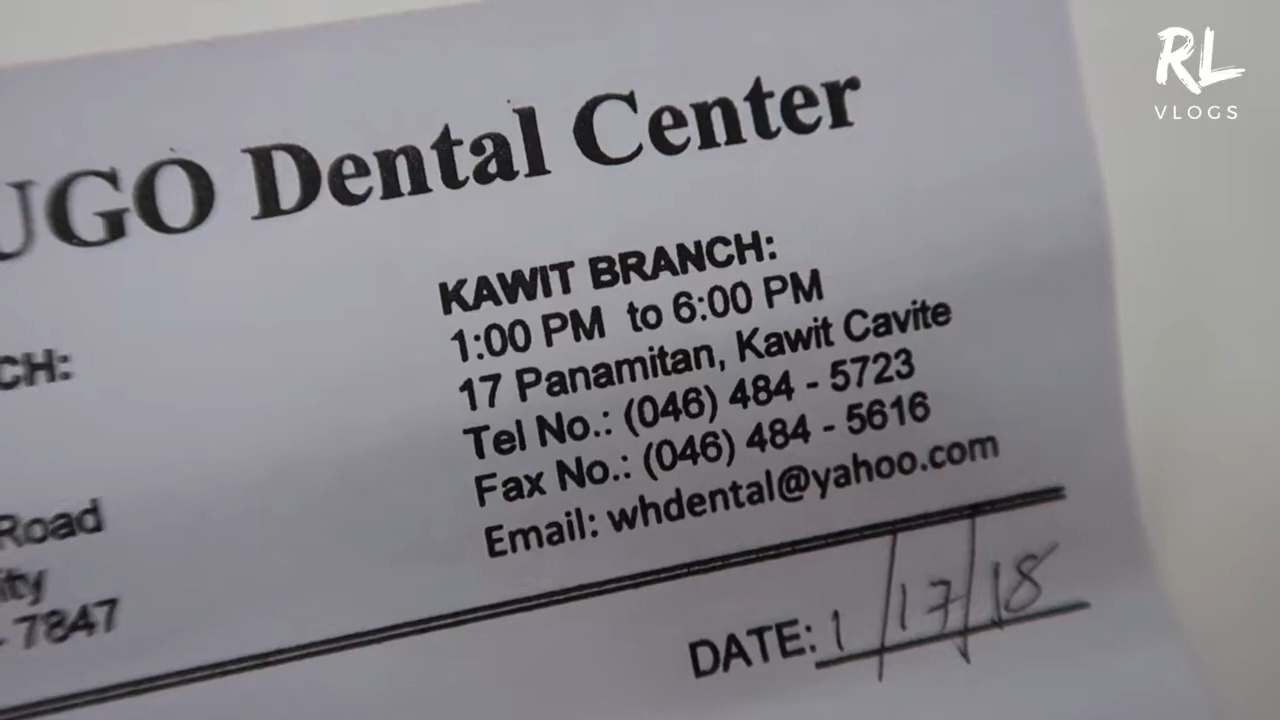 RL
VLOGS
UGO Dental Center
KAWIT BRANCH:
1:00 PM to 6:00 PM
17 Panamitan, Kawit Cavite
Tel No.: (046) 484 - 5723
Fax No.: (046) 484 - 5616
Email: whdental@yahoo.com
CH:
Road
ity
- 7847
DATE: 1/17/18